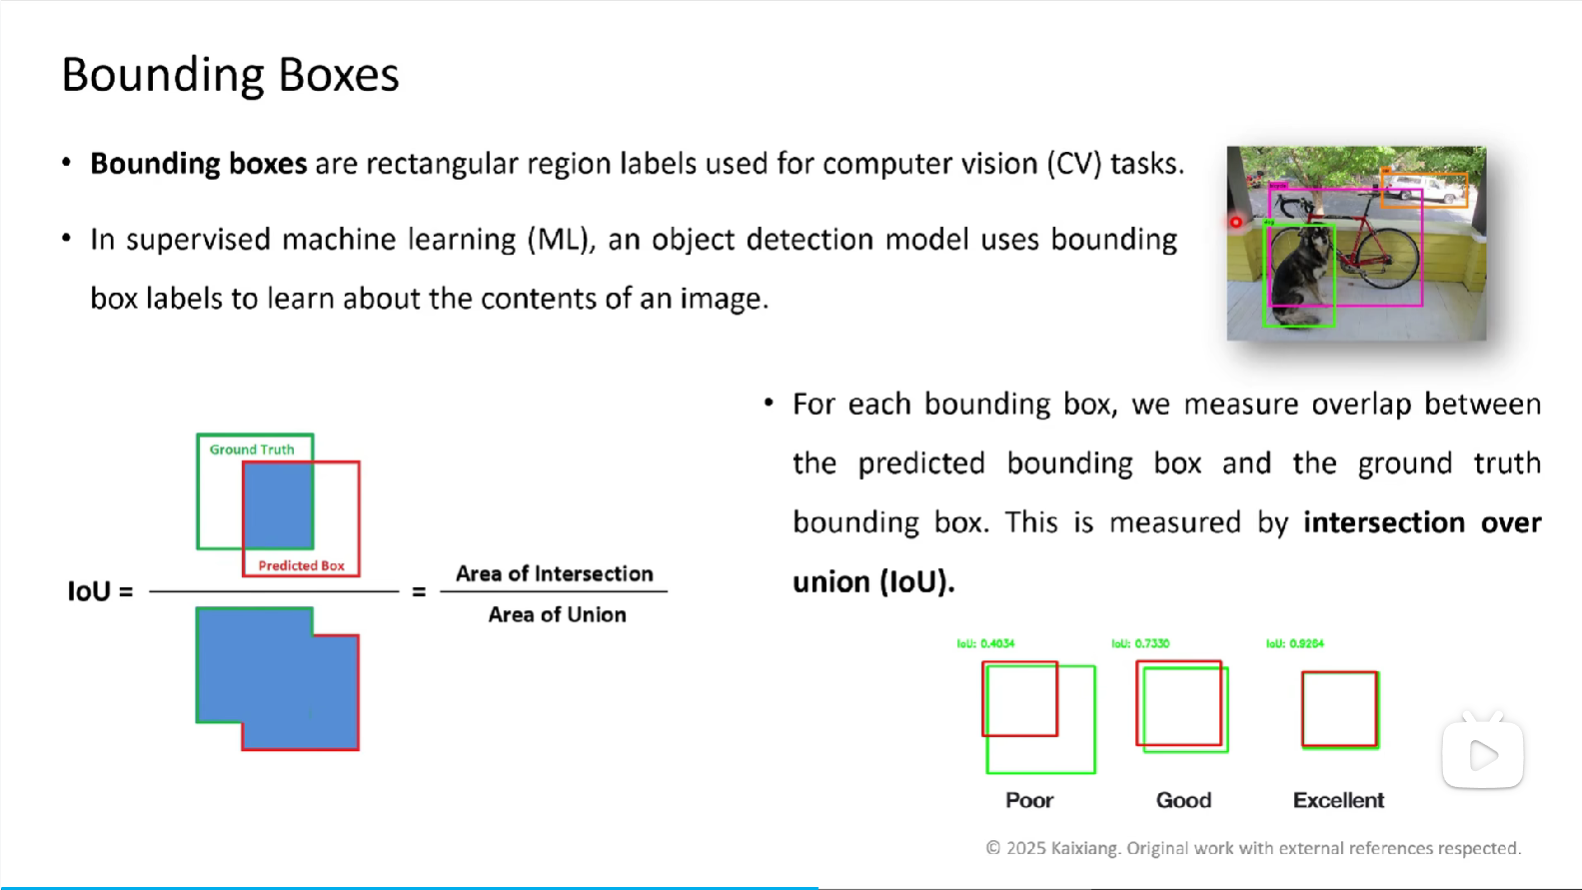 Bounding Boxes
• Bounding boxes are rectangular region labels used for computer vision (CV) tasks.
• In supervised machine learning (ML), an object detection model uses bounding
box labels to learn about the contents of an image.
dog
• For each bounding box, we measure overlap between
the predicted bounding box and the ground truth
bounding box. This is measured by intersection over
union (IoU).
Ground Truth
Predicted Box
IoU =
=
Area of Intersection
Area of Union
IoU: 0.4034
IoU: 0.7330
IoU: 0.9264
Poor
Good
Excellent
© 2025 Kaixiang. Original work with external references respected.